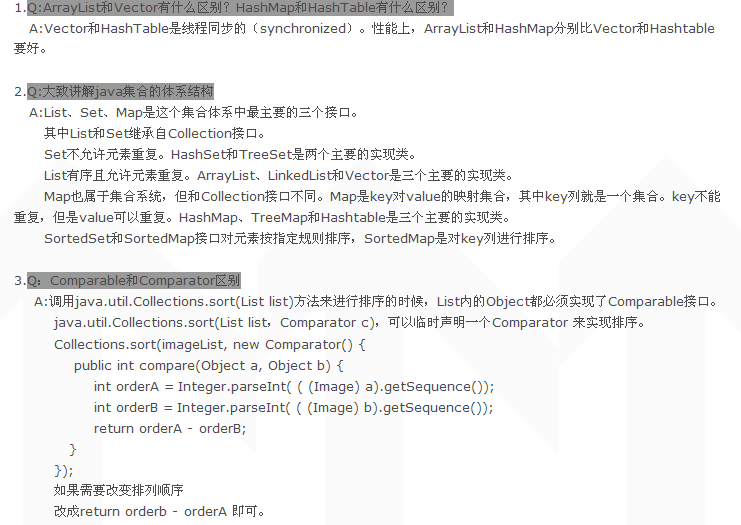 1.Q:ArrayList和Vector有什么区别？HashMap和HashTable有什么区别？
A:Vector和HashTable是线程同步的（synchronized）。性能上，ArrayList和HashMap分别比Vector和Hashtable
要好。
2.Q:大致讲解java集合的体系结构
A:List、Set、Map是这个集合体系中最主要的三个接口。
其中List和Set继承自Collection接口。
Set不允许元素重复。HashSet和TreeSet是两个主要的实现类。
List有序且允许元素重复。ArrayList、LinkedList和Vector是三个主要的实现类。
Map也属于集合系统，但和Collection接口不同。Map是key对value的映射集合，其中key列就是一个集合。key不能
重复，但是value可以重复。HashMap、TreeMap和Hashtable是三个主要的实现类。
SortedSet和SortedMap接口对元素按指定规则排序，SortedMap是对key列进行排序。
3.Q：Comparable和Comparator区别
A:调用java.util.Collections.sort(List list)方法来进行排序的时候，List内的Object都必须实现了Comparable接口。
java.util.Collections.sort(List list，Comparator c)，可以临时声明一个Comparator 来实现排序。
Collections.sort(imageList, new Comparator() {
public int compare(Object a, Object b) {
int orderA = Integer.parseInt( ( (Image) a).getSequence());
int orderB = Integer.parseInt( ( (Image) b).getSequence());
return orderA - orderB;
}
});
如果需要改变排列顺序
改成return orderb - orderA 即可。